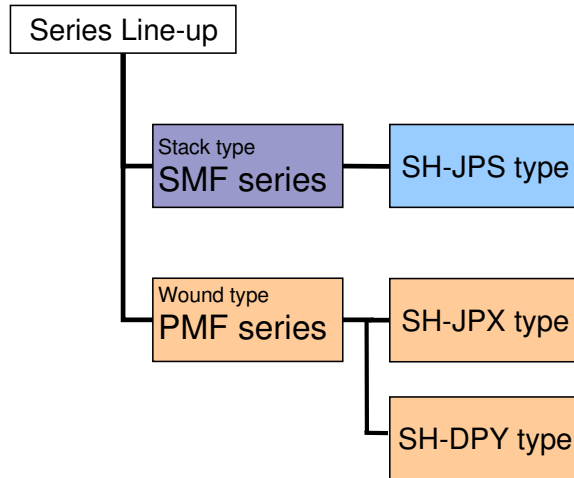 Series Line-up
Stack type
SMF series
SH-JPS type
Wound type
PMF series
SH-JPX type
SH-DPY type